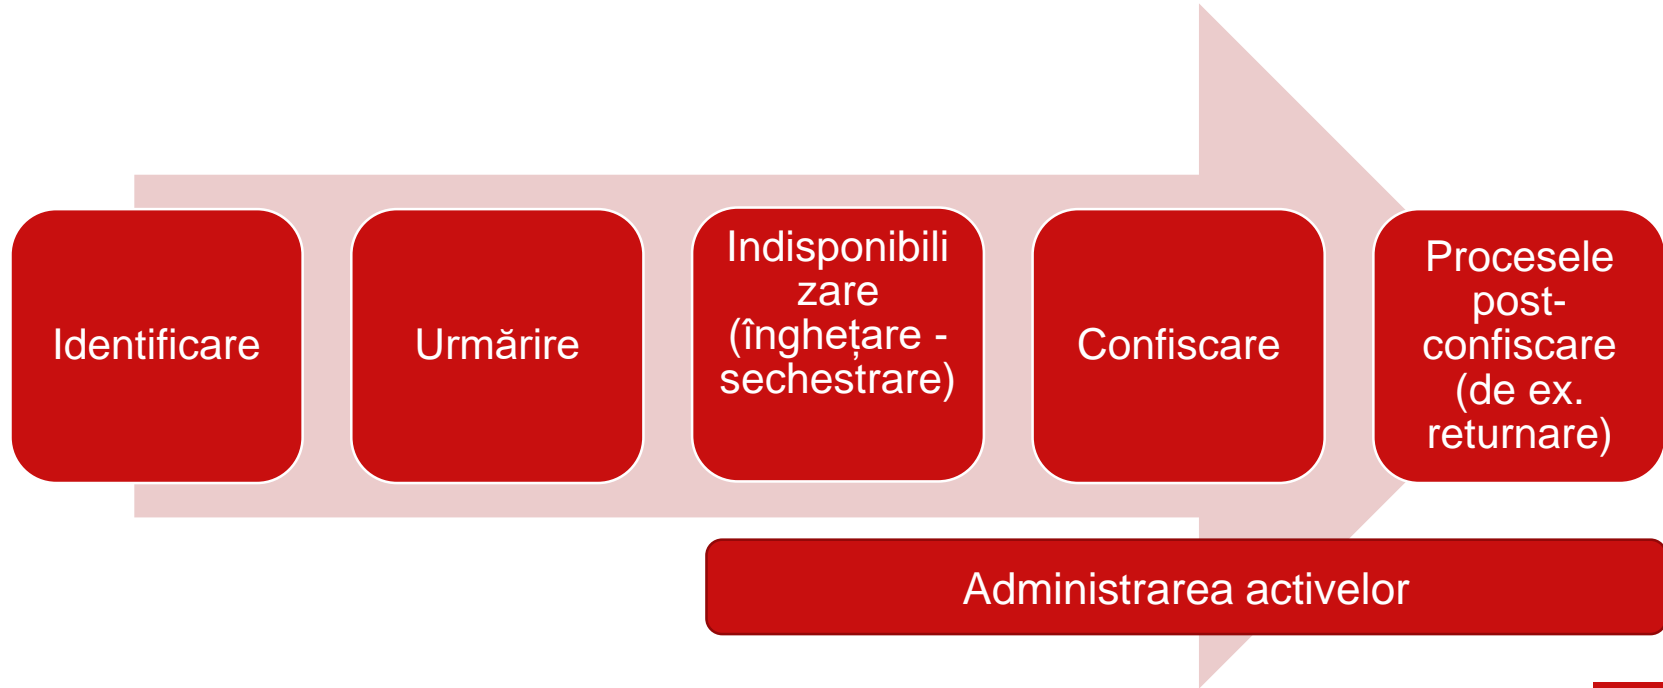 Identificare
Urmărire
Indisponibili
zare
(înghețare -
sechestrare)
Confiscare
Procesele
post-
confiscare
(de ex.
returnare)
Administrarea activelor